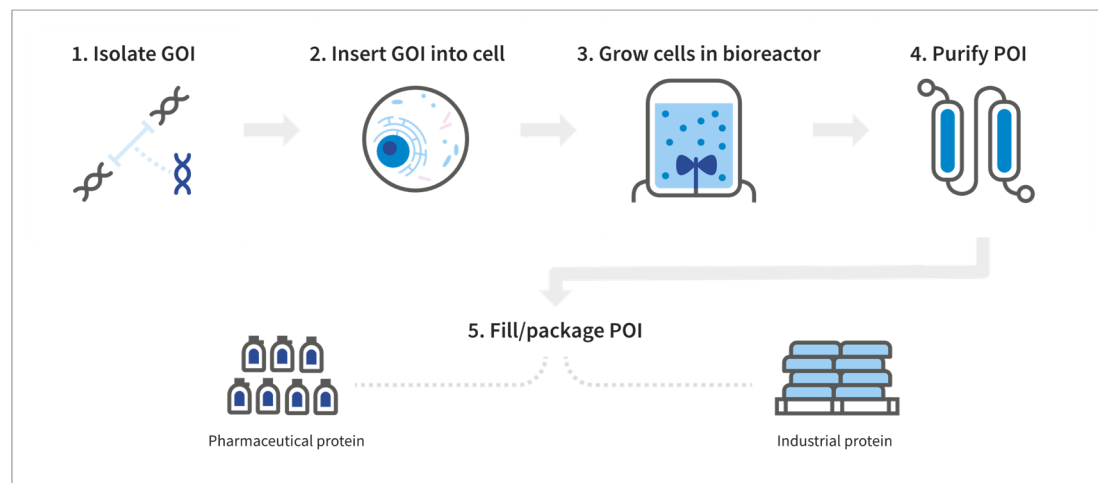 1. Isolate GOI
2. Insert GOI into cell
3. Grow cells in bioreactor
4. Purify POI
5. Fill/package POI
Pharmaceutical protein
Industrial protein